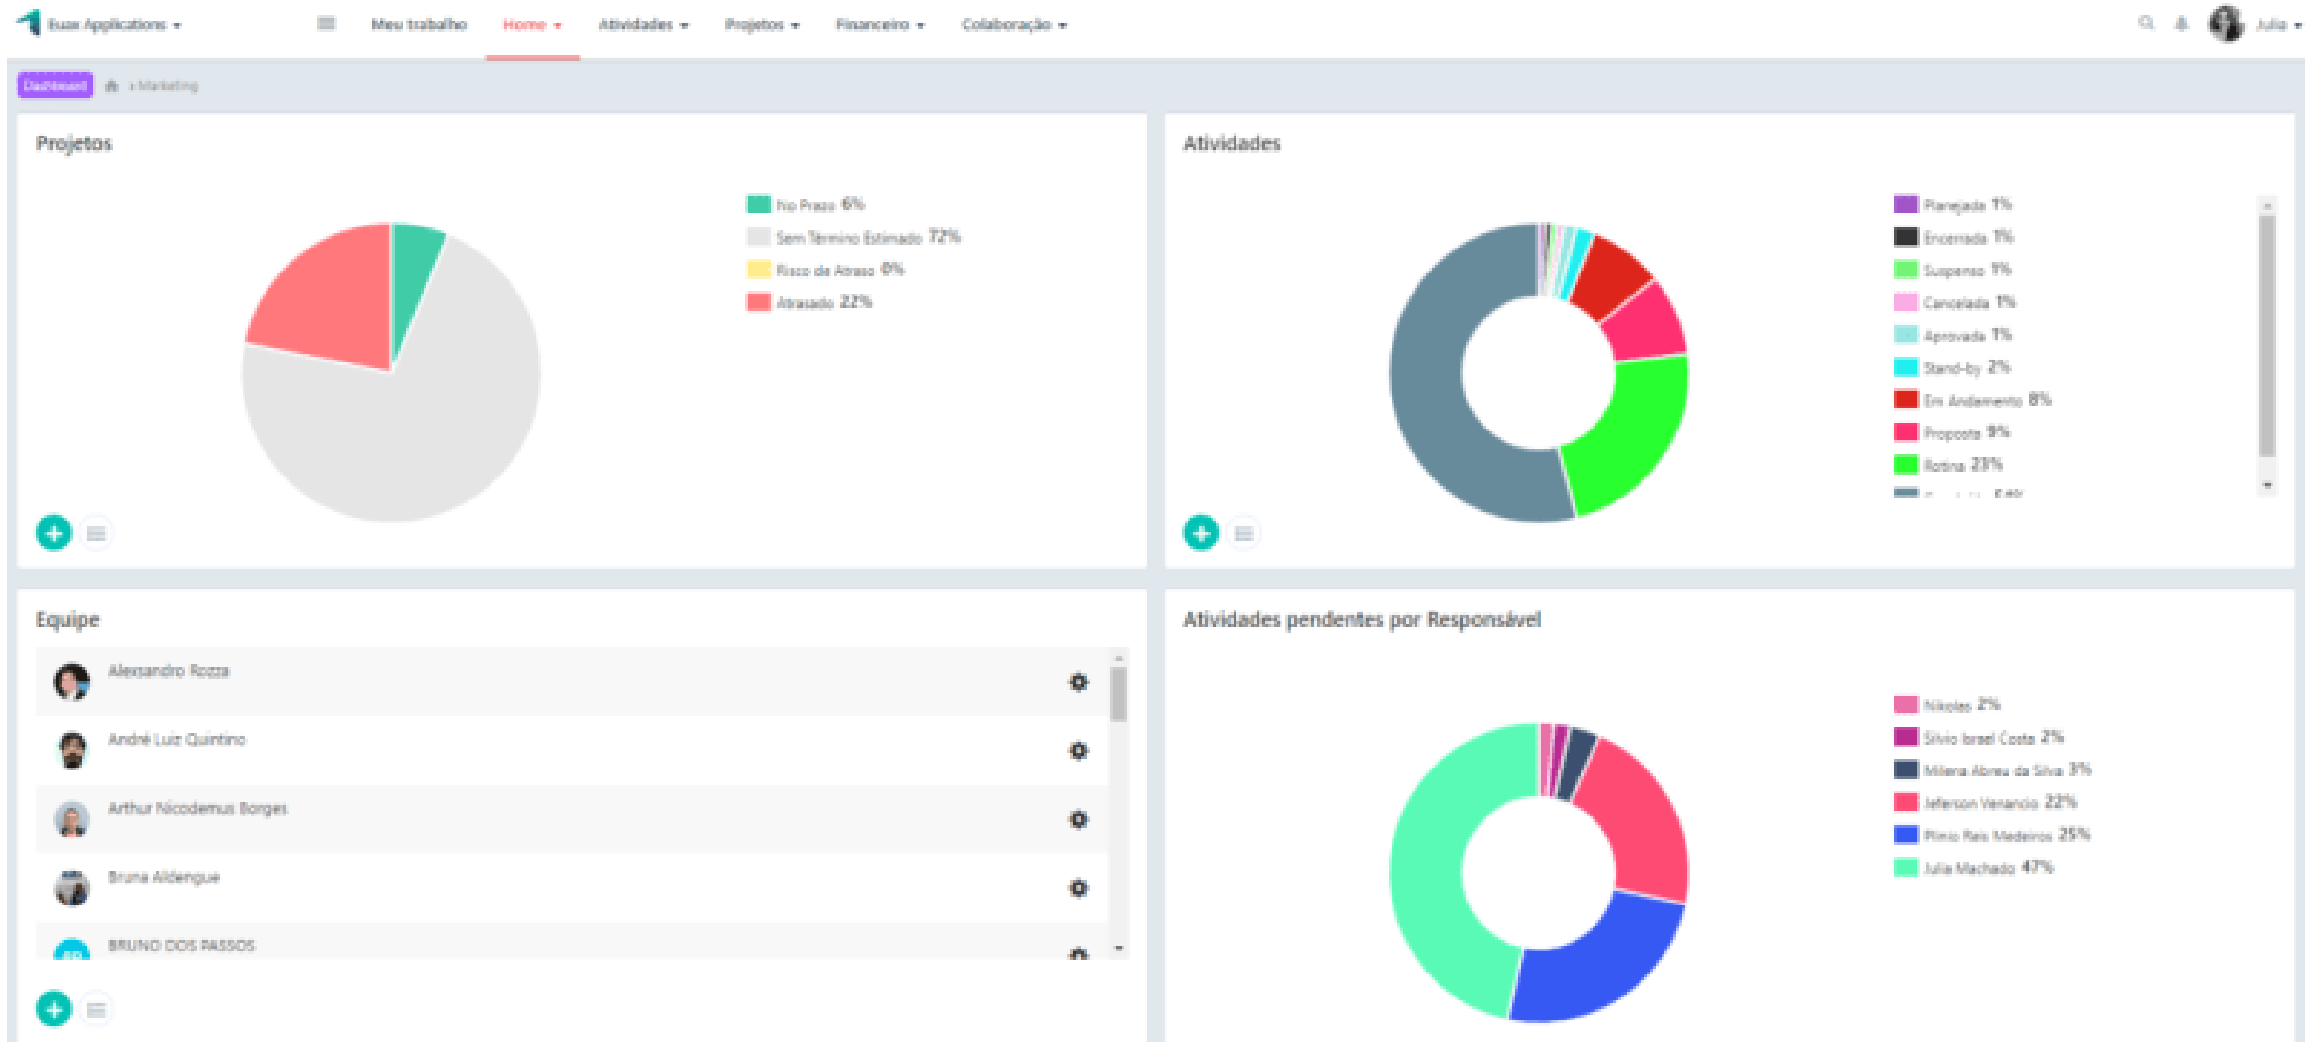 Euax Applications
Meu trabalho
Home
Atividades
Projetos
Financeiro
Colaboração
Julia
Dashboard
Marketing
Projetos
No Prazo 6%
Sem Término Estimado 72%
Risco de Atraso 0%
Atrasado 22%
Atividades
Planejada 1%
Encerrada 1%
Suspenso 1%
Cancelada 1%
Aprovada 1%
Stand-by 2%
Em Andamento 8%
Proposta 9%
Rotina 23%
Equipe
Alexsandro Rozza
André Luiz Quintino
Arthur Nicodemus Borges
Bruna Aldengue
BRUNO DOS PASSOS
Atividades pendentes por Responsável
Nikolas 2%
Silvio Israel Costa 2%
Milena Abreu da Silva 3%
Jeferson Venancio 22%
Plinio Reis Medeiros 25%
Julia Machado 47%